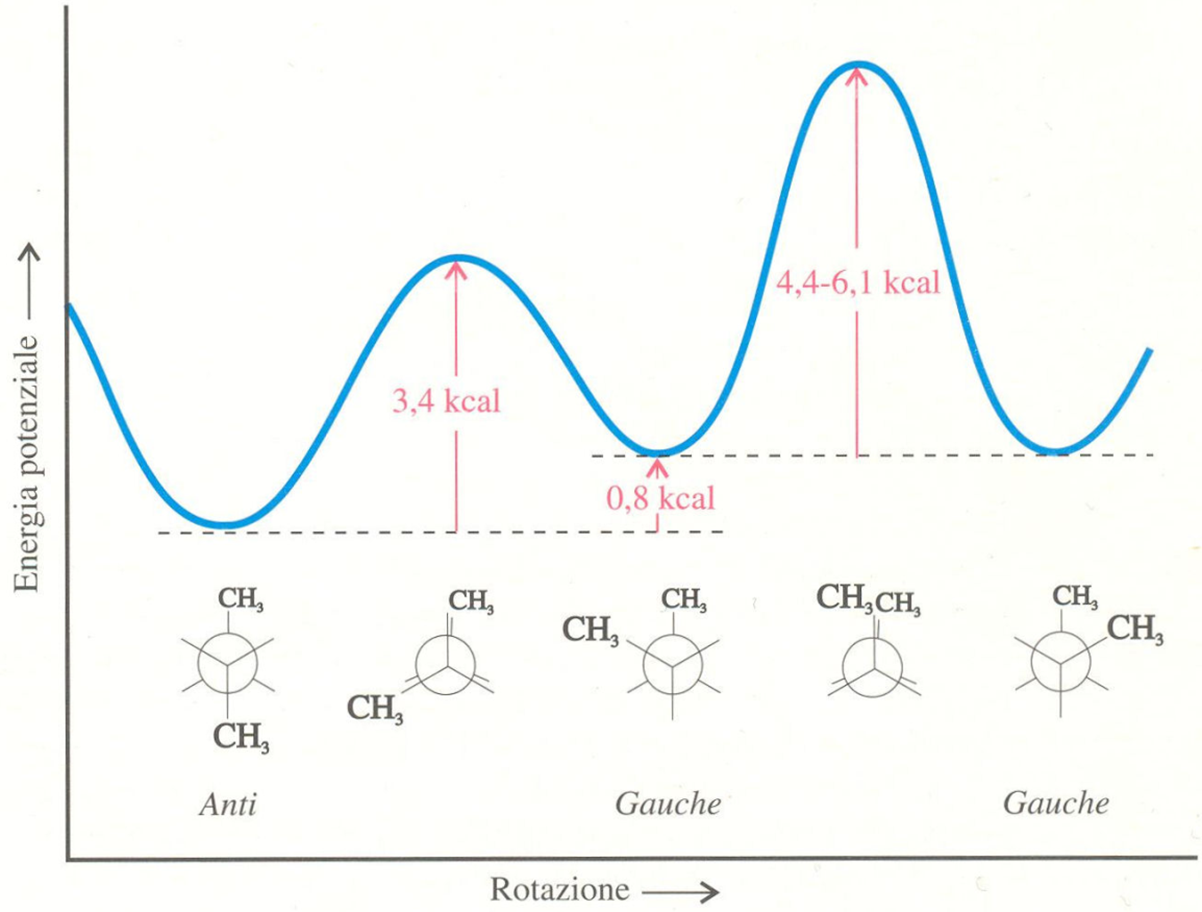 Energia potenziale
4,4-6,1 kcal
3,4 kcal
0,8 kcal
CH₃ CH₃ CH₃ CH₃ CH₃ CH₃
CH₃ CH₃
CH₃
CH₃
Anti Gauche Gauche
Rotazione